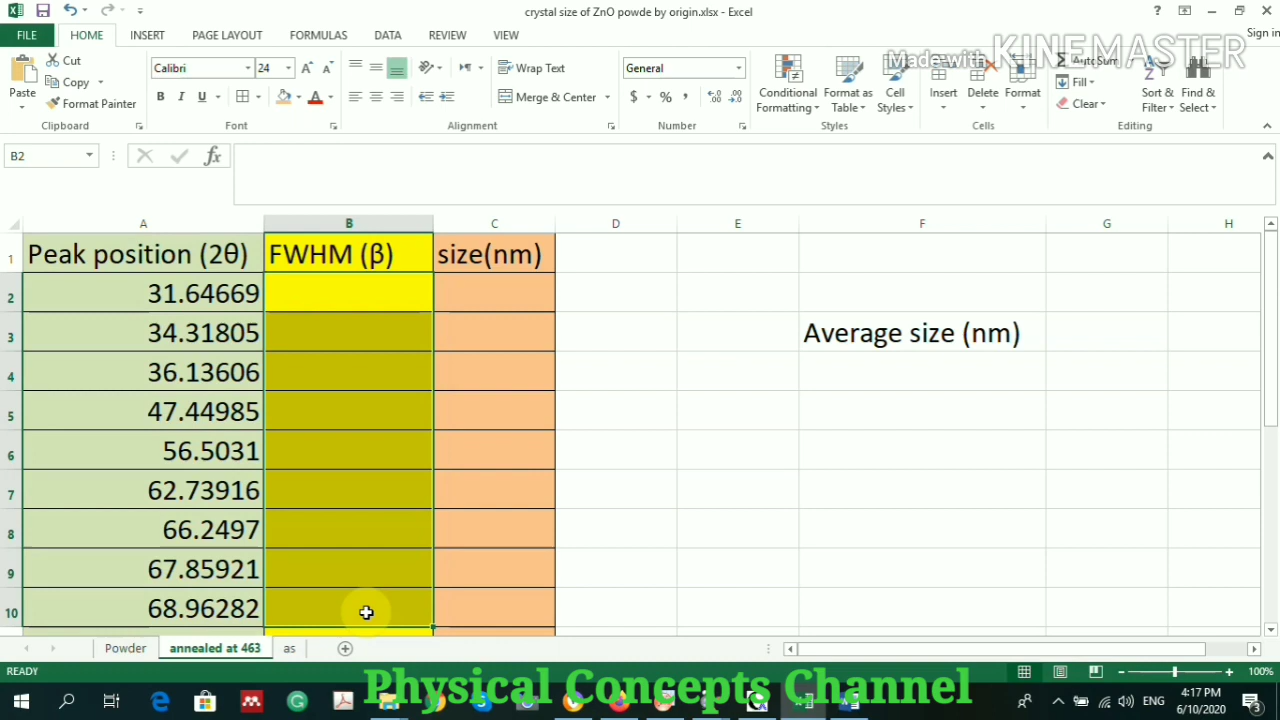 crystal size of ZnO powde by origin.xlsx - Excel
FILE HOME INSERT PAGE LAYOUT FORMULAS DATA REVIEW VIEW Sign in
Made with KINEMASTER
Paste Cut Copy Format Painter
Calibri 24 B I U A
Wrap Text Merge & Center
General $ % ,
Conditional Formatting Format as Table Cell Styles
Insert Delete Format
AutoSum Fill Clear Sort & Filter Find & Select
Clipboard Font Alignment Number Styles Cells Editing
B2 fx
A B C D E F G H
1 Peak position (2θ) FWHM (β) size(nm)
2 31.64669
3 34.31805 Average size (nm)
4 36.13606
5 47.44985
6 56.5031
7 62.73916
8 66.2497
9 67.85921
10 68.96282
Powder annealed at 463 as
READY 100%
Physical Concepts Channel
ENG 4:17 PM
6/10/2020 3